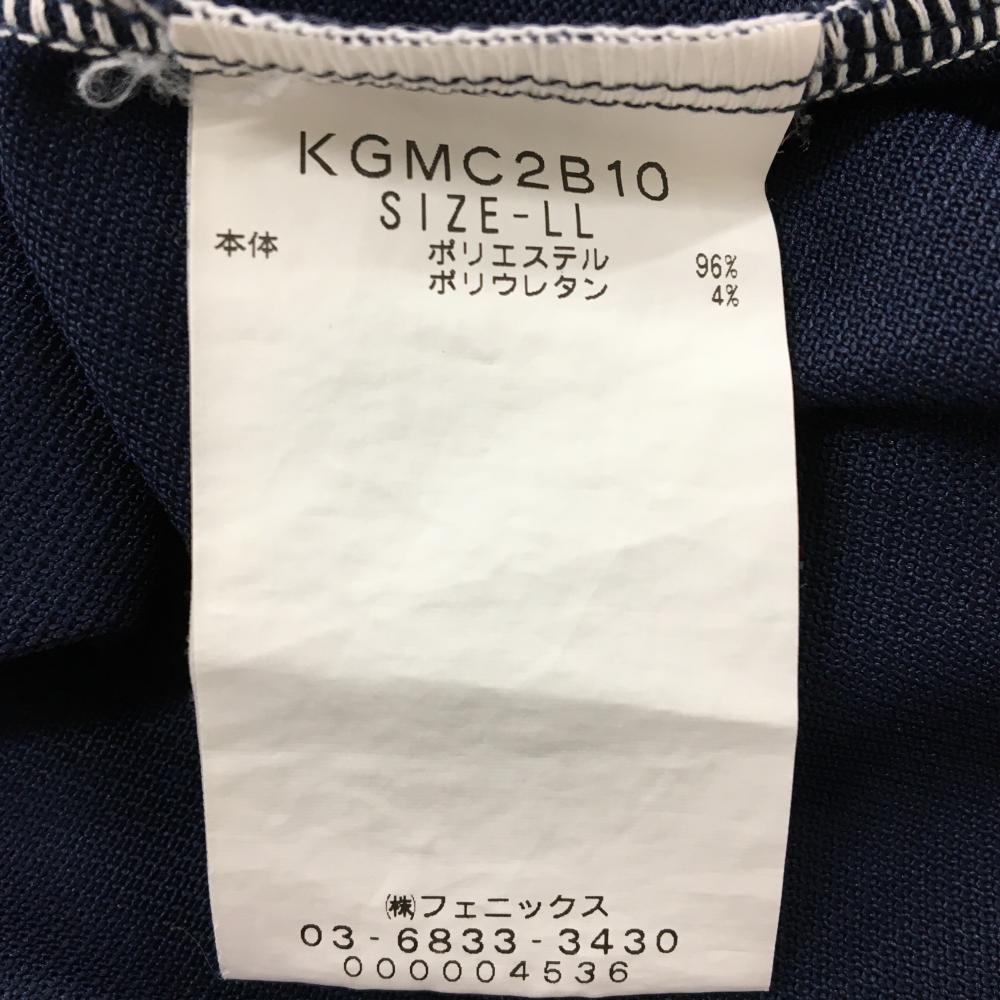 KGMC2B10
SIZE-LL
本体 ポリエステル 96%
ポリウレタン 4%
㈱フェニックス
03-6833-3430
0000004536